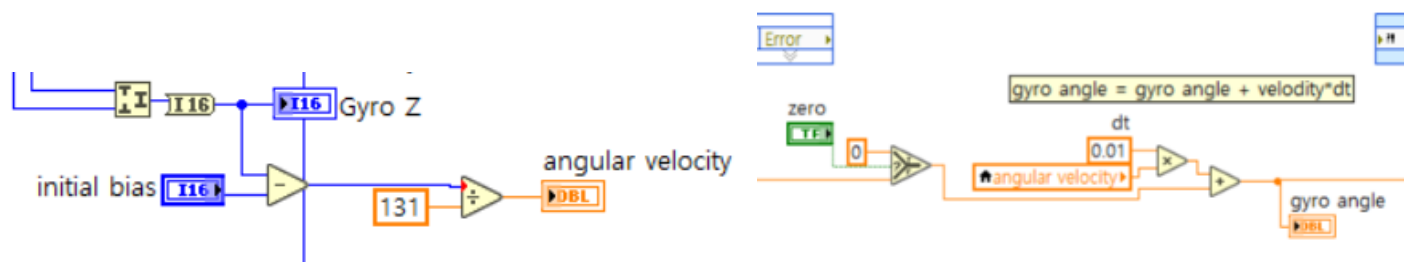 I16
I16
Gyro Z
initial bias
I16
131
angular velocity
DBL
Error
gyro angle = gyro angle + velodity*dt
zero
TF
0
dt
0.01
angular velocity
gyro angle
DBL